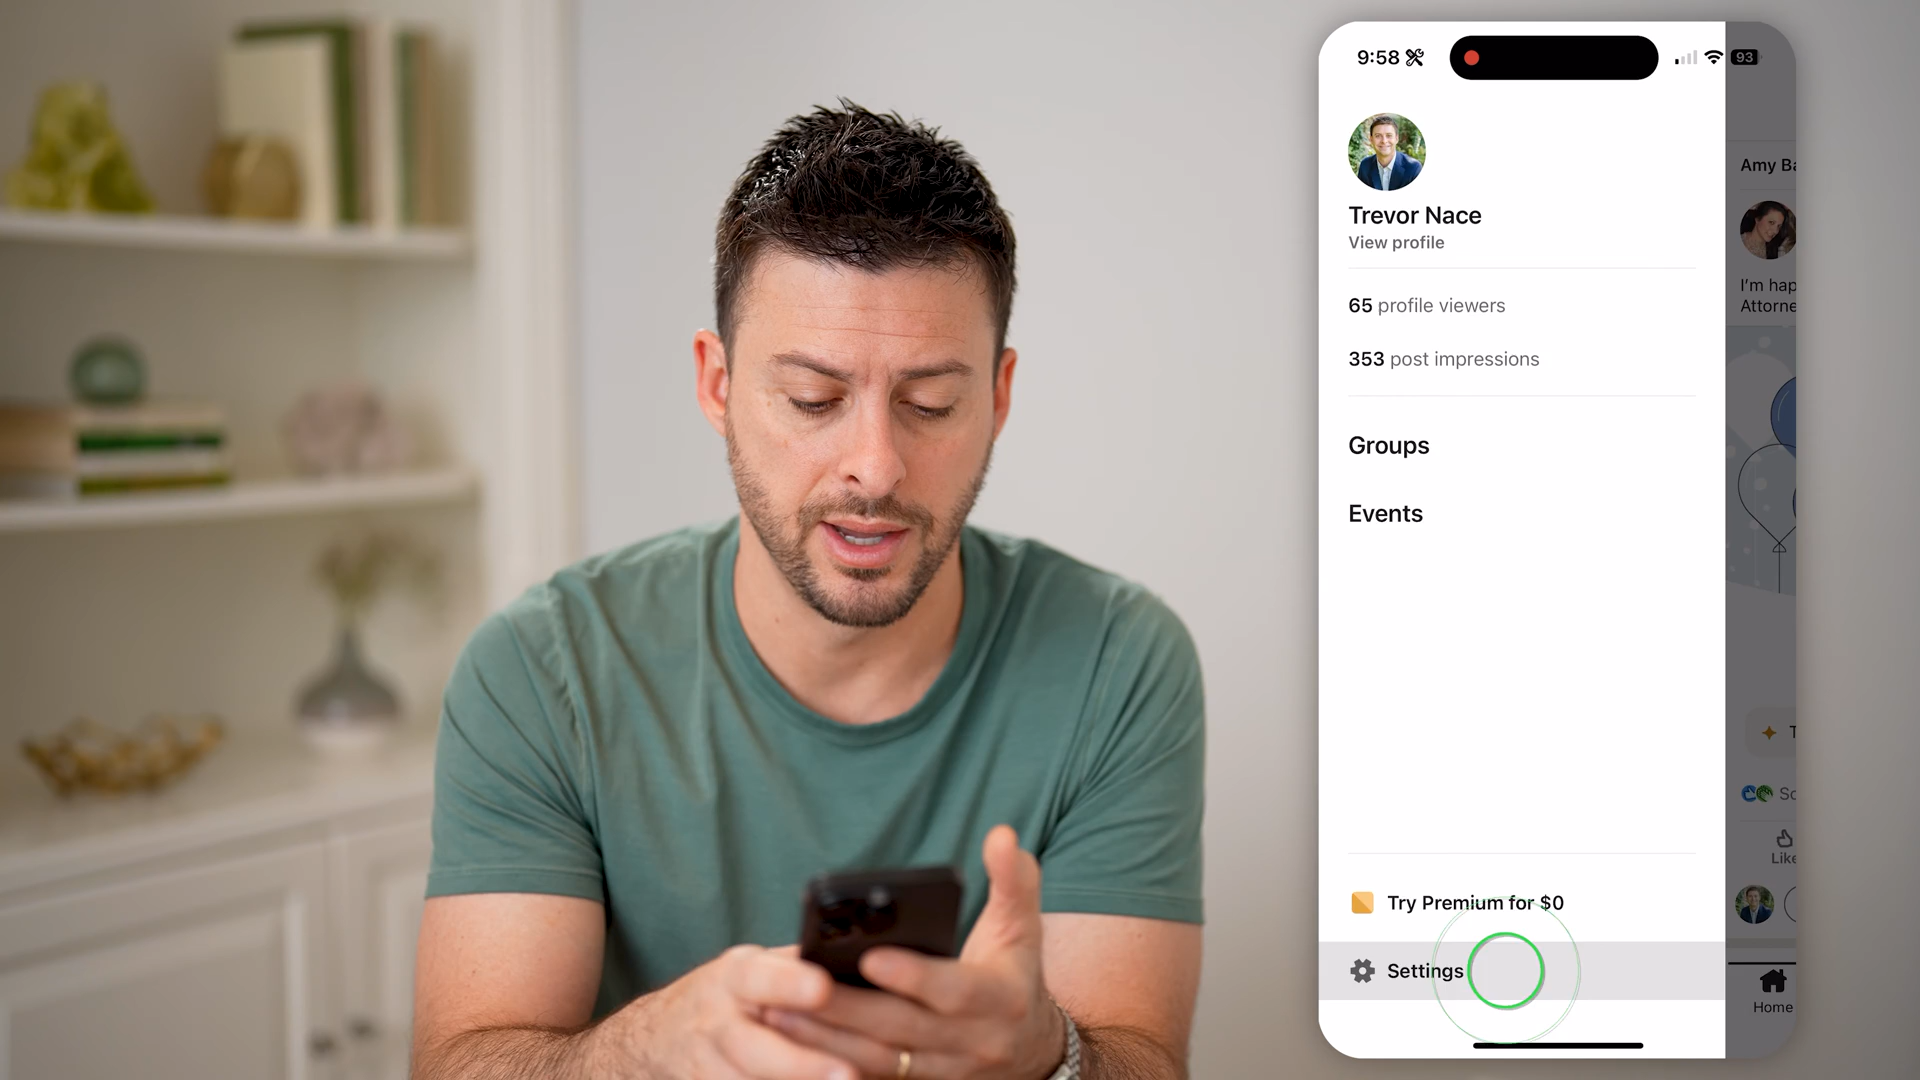 9:58
93
Trevor Nace
View profile
65 profile viewers
353 post impressions
Groups
Events
Try Premium for $0
Settings
Amy Ba
I'm hap
Attorne
T
Sc
Like
Home